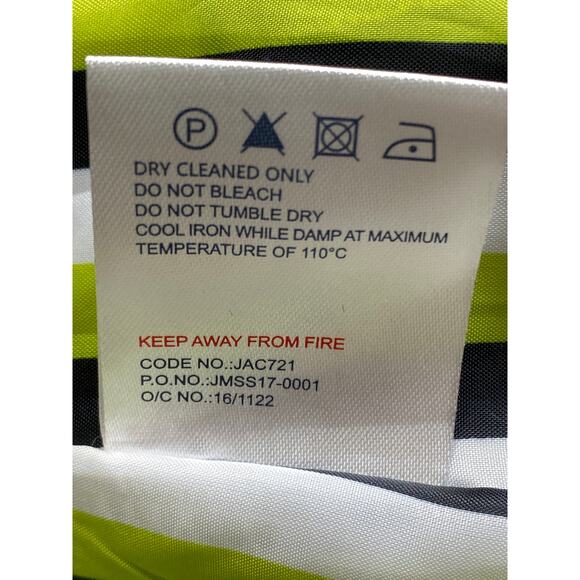 P
DRY CLEANED ONLY
DO NOT BLEACH
DO NOT TUMBLE DRY
COOL IRON WHILE DAMP AT MAXIMUM
TEMPERATURE OF 110°C
KEEP AWAY FROM FIRE
CODE NO.:JAC721
P.O.NO.:JMSS17-0001
O/C NO.:16/1122